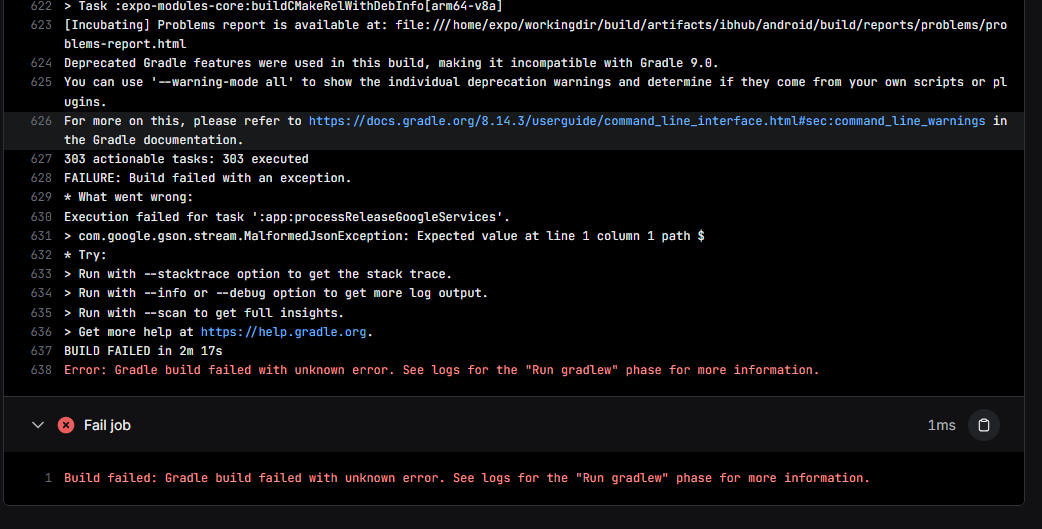 622 > Task :expo-modules-core:buildCMakeRelWithDebInfo[arm64-v8a]
623 [Incubating] Problems report is available at: file:///home/expo/workingdir/build/artifacts/ibhub/android/build/reports/problems/pro
blems-report.html
624 Deprecated Gradle features were used in this build, making it incompatible with Gradle 9.0.
625 You can use '--warning-mode all' to show the individual deprecation warnings and determine if they come from your own scripts or pl
ugins.
626 For more on this, please refer to https://docs.gradle.org/8.14.3/userguide/command_line_interface.html#sec:command_line_warnings in
the Gradle documentation.
627 303 actionable tasks: 303 executed
628 FAILURE: Build failed with an exception.
629 * What went wrong:
630 Execution failed for task ':app:processReleaseGoogleServices'.
631 > com.google.gson.stream.MalformedJsonException: Expected value at line 1 column 1 path $
632 * Try:
633 > Run with --stacktrace option to get the stack trace.
634 > Run with --info or --debug option to get more log output.
635 > Run with --scan to get full insights.
636 > Get more help at https://help.gradle.org.
637 BUILD FAILED in 2m 17s
638 Error: Gradle build failed with unknown error. See logs for the "Run gradlew" phase for more information.
Fail job 1ms
1 Build failed: Gradle build failed with unknown error. See logs for the "Run gradlew" phase for more information.